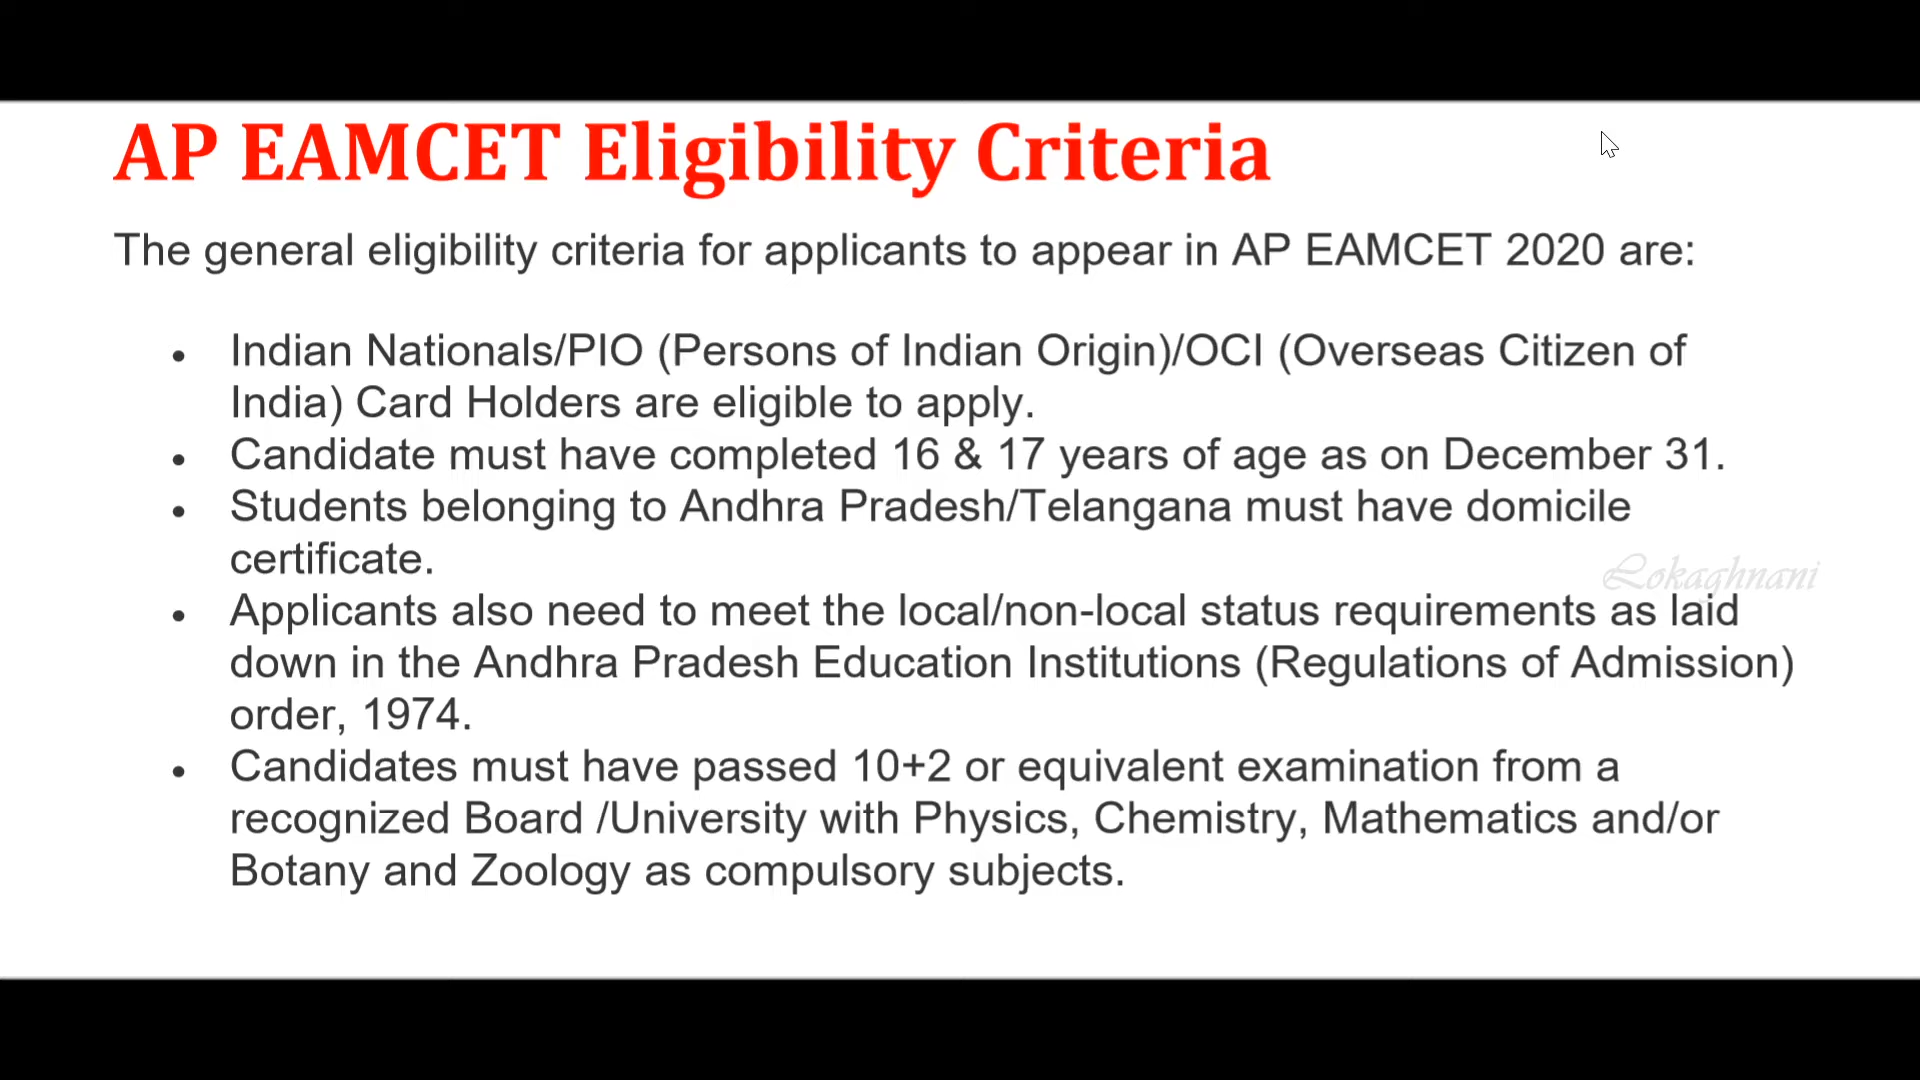 AP EAMCET Eligibility Criteria
The general eligibility criteria for applicants to appear in AP EAMCET 2020 are:
• Indian Nationals/PIO (Persons of Indian Origin)/OCI (Overseas Citizen of
India) Card Holders are eligible to apply.
• Candidate must have completed 16 & 17 years of age as on December 31.
• Students belonging to Andhra Pradesh/Telangana must have domicile
certificate.
Lokaghnani
• Applicants also need to meet the local/non-local status requirements as laid
down in the Andhra Pradesh Education Institutions (Regulations of Admission)
order, 1974.
• Candidates must have passed 10+2 or equivalent examination from a
recognized Board /University with Physics, Chemistry, Mathematics and/or
Botany and Zoology as compulsory subjects.